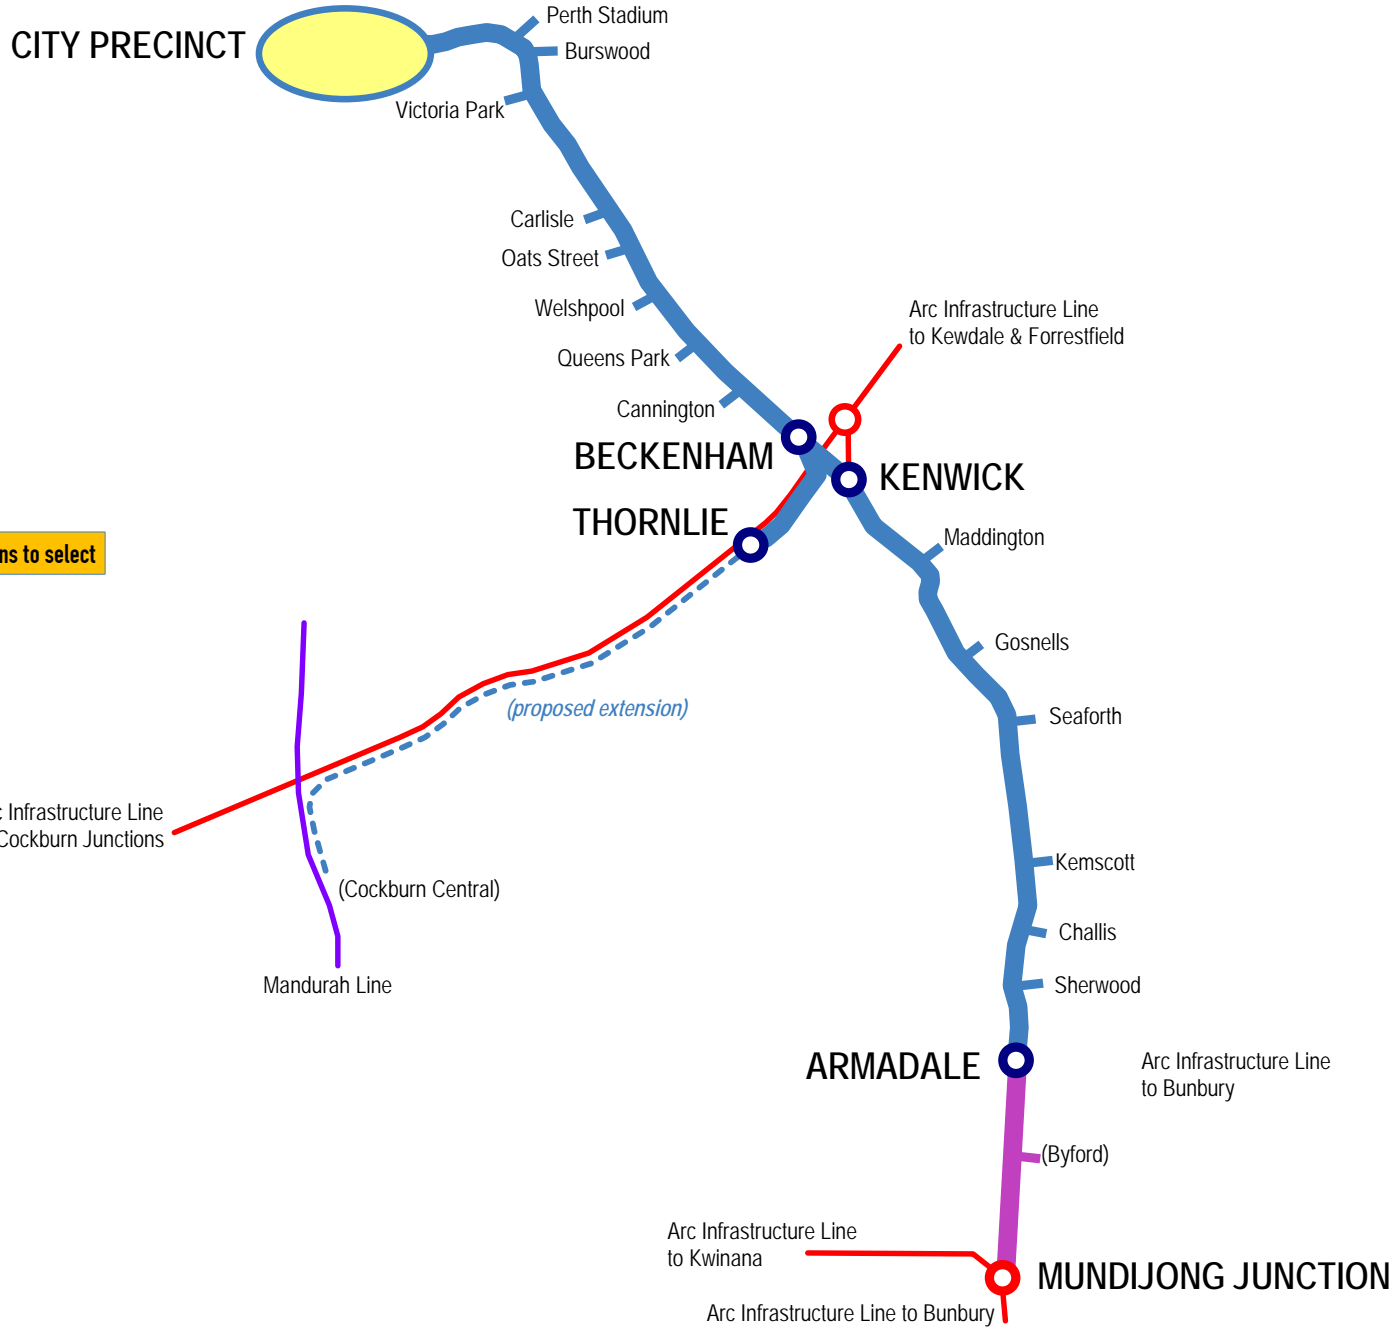 Perth Stadium
CITY PRECINCT
Burswood
Victoria Park
Carlisle
Oats Street
Welshpool
Arc Infrastructure Line
to Kewdale & Forrestfield
Queens Park
Cannington
BECKENHAM
KENWICK
THORNLIE
Maddington
ns to select
Gosnells
(proposed extension)
Seaforth
c Infrastructure Line
Cockburn Junctions
Kemscott
(Cockburn Central)
Challis
Mandurah Line
Sherwood
ARMADALE
Arc Infrastructure Line
to Bunbury
(Byford)
Arc Infrastructure Line
to Kwinana
MUNDIJONG JUNCTION
Arc Infrastructure Line to Bunbury